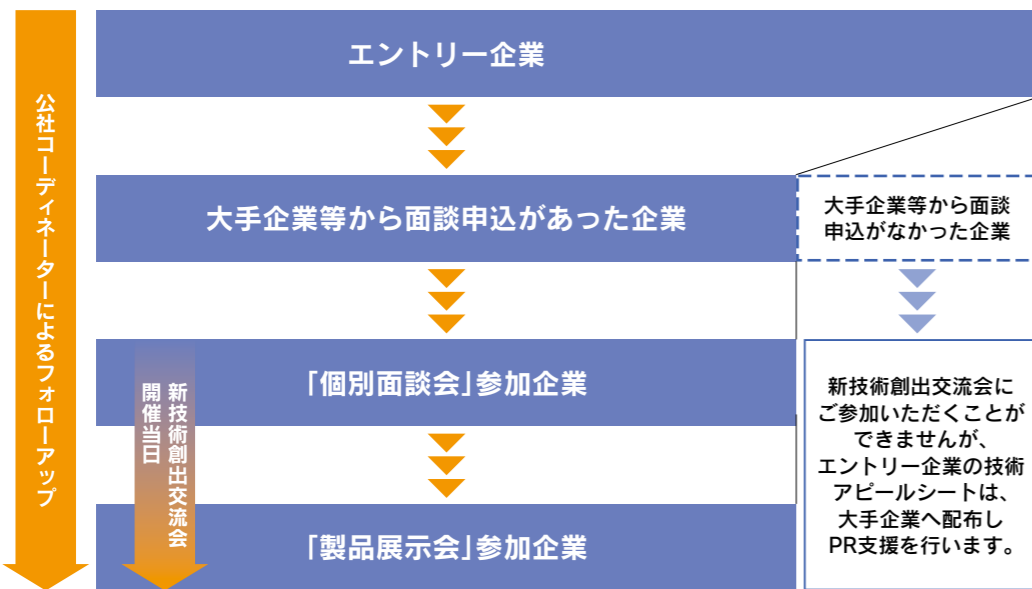 公社コーディネーターによるフォローアップ
エントリー企業
大手企業等から面談申込があった企業
大手企業等から面談
申込がなかった企業
新技術創出交流会
開催当日
「個別面談会」参加企業
「製品展示会」参加企業
新技術創出交流会に
ご参加いただくことが
できませんが、
エントリー企業の技術
アピールシートは、
大手企業へ配布し
PR支援を行います。